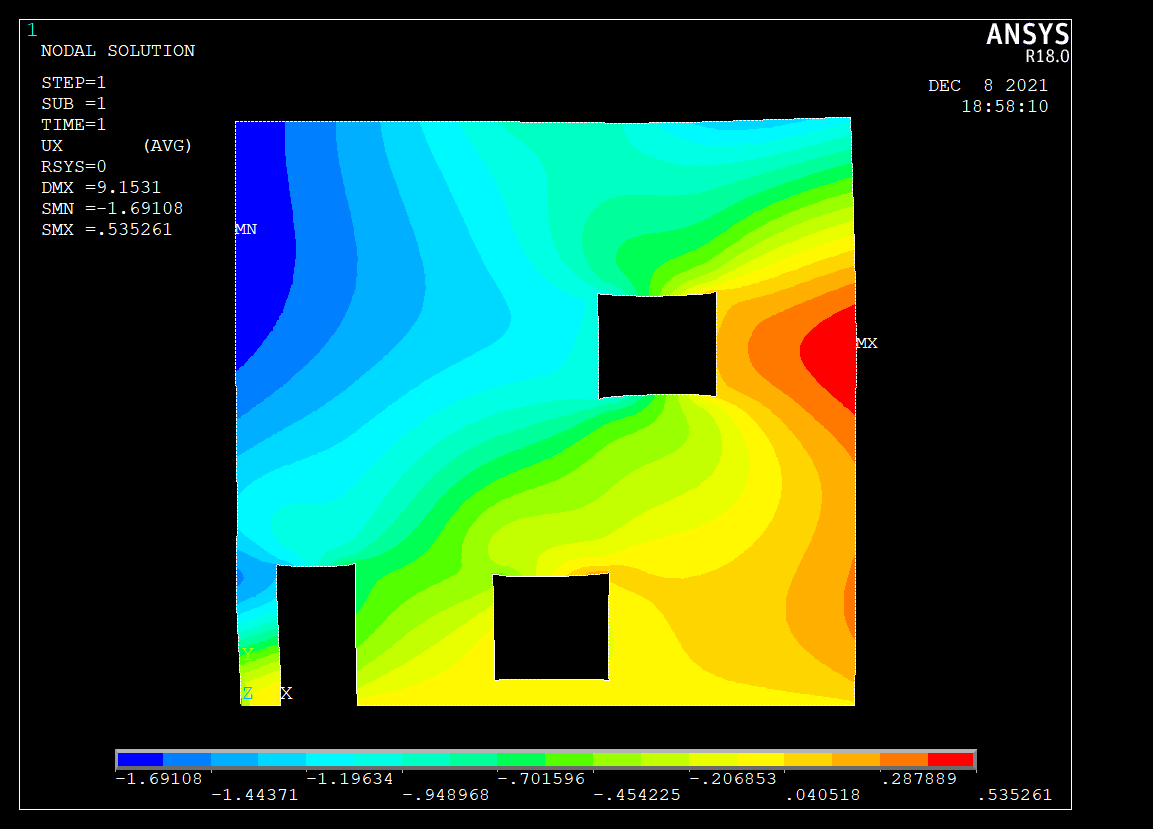 1
ANSYS
R18.0
NODAL SOLUTION
DEC 8 2021
18:58:10
STEP=1
SUB =1
TIME=1
UX (AVG)
RSYS=0
DMX =9.1531
SMN =-1.69108
SMX =.535261
MN
MX
Y
Z X
-1.69108 -1.19634 -.701596 -.206853 .287889
-1.44371 -.948968 -.454225 .040518 .535261